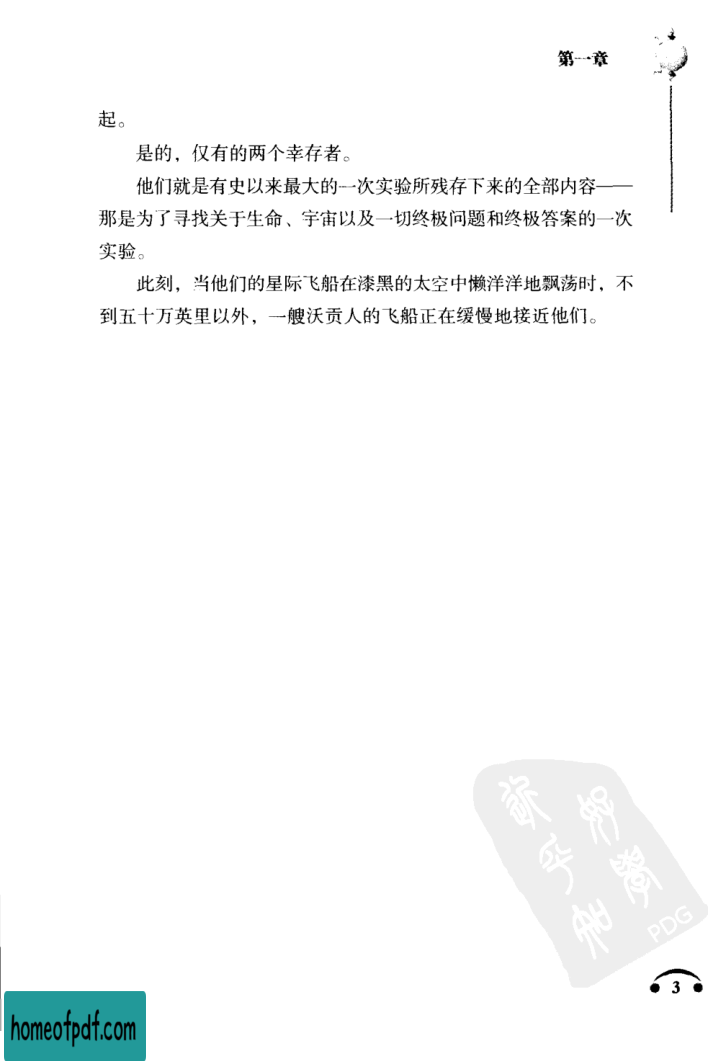 第一章
起。
是的，仅有的两个幸存者。
他们就是有史以来最大的一次实验所残存下来的全部内容——
那是为了寻找关于生命、宇宙以及一切终极问题和终极答案的一次
实验。
此刻，当他们的星际飞船在漆黑的太空中懒洋洋地飘荡时，不
到五十万英里以外，一艘沃贡人的飞船正在缓慢地接近他们。
PDG
3
homeofpdf.com